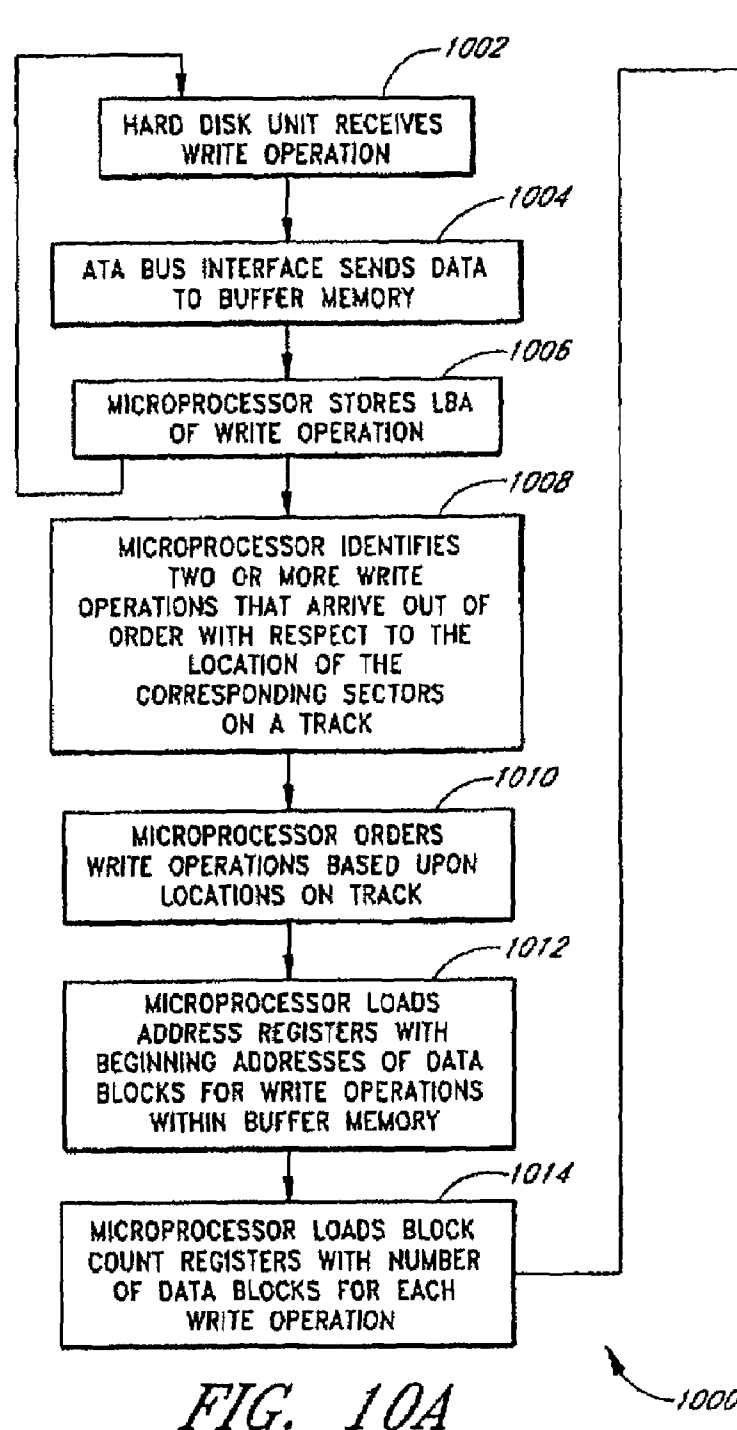 1002
HARD DISK UNIT RECEIVES
WRITE OPERATION
1004
ATA BUS INTERFACE SENDS DATA
TO BUFFER MEMORY
1006
MICROPROCESSOR STORES LBA
OF WRITE OPERATION
1008
MICROPROCESSOR IDENTIFIES
TWO OR MORE WRITE
OPERATIONS THAT ARRIVE OUT OF
ORDER WITH RESPECT TO THE
LOCATION OF THE
CORRESPONDING SECTORS
ON A TRACK
1010
MICROPROCESSOR ORDERS
WRITE OPERATIONS BASED UPON
LOCATIONS ON TRACK
1012
MICROPROCESSOR LOADS
ADDRESS REGISTERS WITH
BEGINNING ADDRESSES OF DATA
BLOCKS FOR WRITE OPERATIONS
WITHIN BUFFER MEMORY
1014
MICROPROCESSOR LOADS BLOCK
COUNT REGISTERS WITH NUMBER
OF DATA BLOCKS FOR EACH
WRITE OPERATION
1000
FIG. 10A